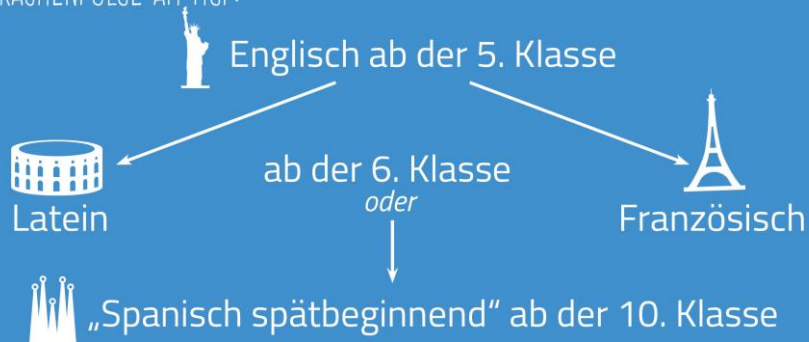 Englisch ab der 5. Klasse
ab der 6. Klasse
oder
Latein
Französisch
„Spanisch spätbeginnend“ ab der 10. Klasse